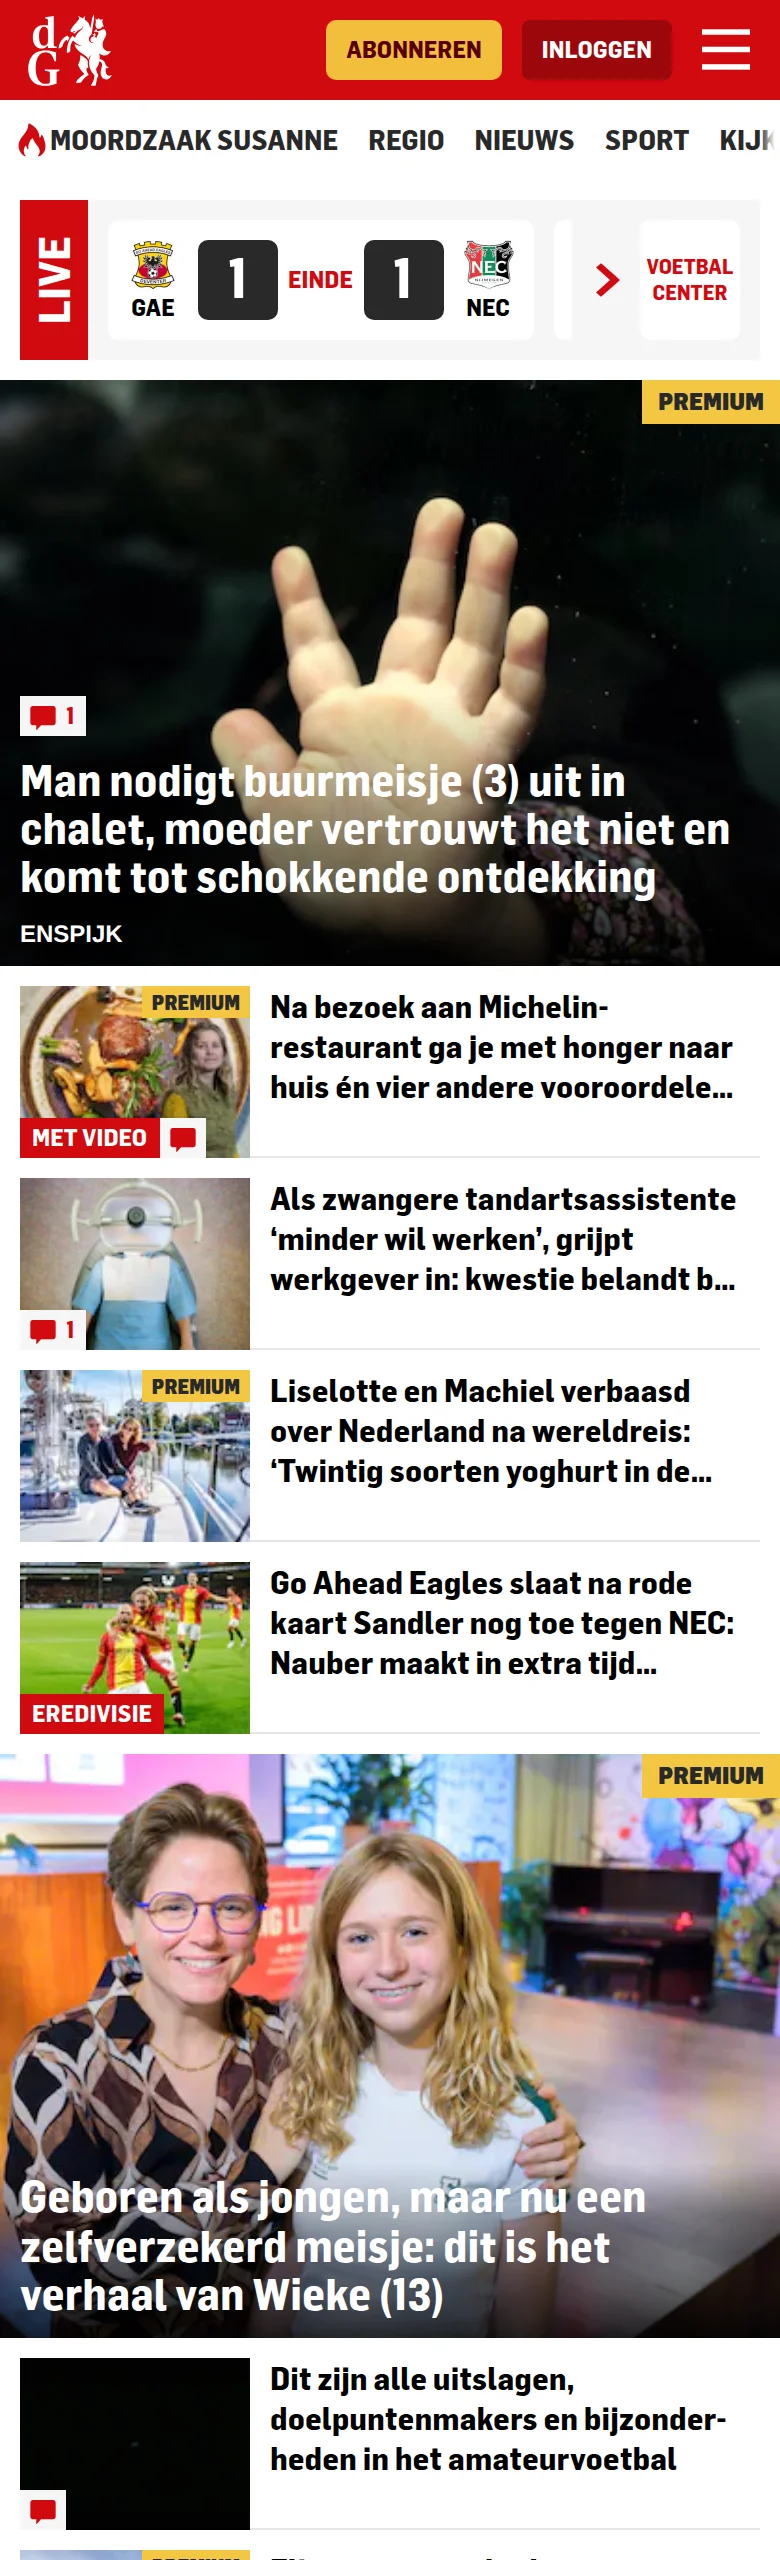 dG
ABONNEREN
INLOGGEN
MOORDZAAK SUSANNE
REGIO
NIEUWS
SPORT
KIJK
LIVE
GAE
1
EINDE
1
NEC
NEC
VOETBAL
CENTER
PREMIUM
1
Man nodigt buurmeisje (3) uit in
chalet, moeder vertrouwt het niet en
komt tot schokkende ontdekking
ENSPIJK
PREMIUM
MET VIDEO
Na bezoek aan Michelin-
restaurant ga je met honger naar
huis én vier andere vooroordele...
1
Als zwangere tandartsassistente
‘minder wil werken’, grijpt
werkgever in: kwestie belandt b...
PREMIUM
Liselotte en Machiel verbaasd
over Nederland na wereldreis:
‘Twintig soorten yoghurt in de...
EREDIVISIE
Go Ahead Eagles slaat na rode
kaart Sandler nog toe tegen NEC:
Nauber maakt in extra tijd...
PREMIUM
Geboren als jongen, maar nu een
zelfverzekerd meisje: dit is het
verhaal van Wieke (13)
Dit zijn alle uitslagen,
doelpuntenmakers en bijzonder-
heden in het amateurvoetbal